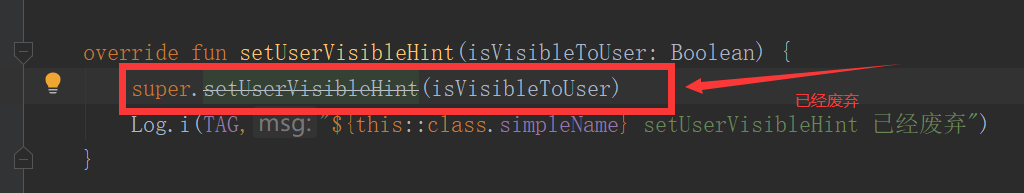 override fun setUserVisibleHint(isVisibleToUser: Boolean) {
super.setUserVisibleHint(isVisibleToUser)
已经废弃
Log.i(TAG, msg: "${this::class.simpleName} setUserVisibleHint 已经废弃")
}